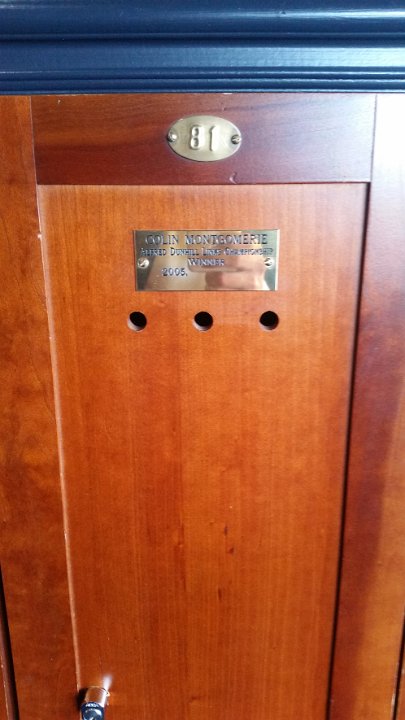 81
COLIN MONTGOMERIE
ALFRED DUNHILL LINKS CHAMPIONSHIP
WINNER
2005.